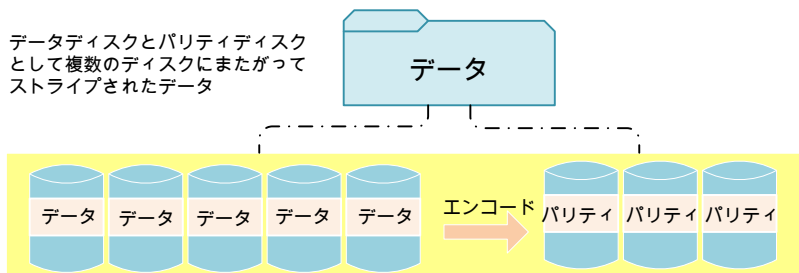 データディスクとパリティディスク
として複数のディスクにまたがって
ストライプされたデータ
データ
データ
データ
データ
データ
データ
エンコード
パリティ
パリティ
パリティ